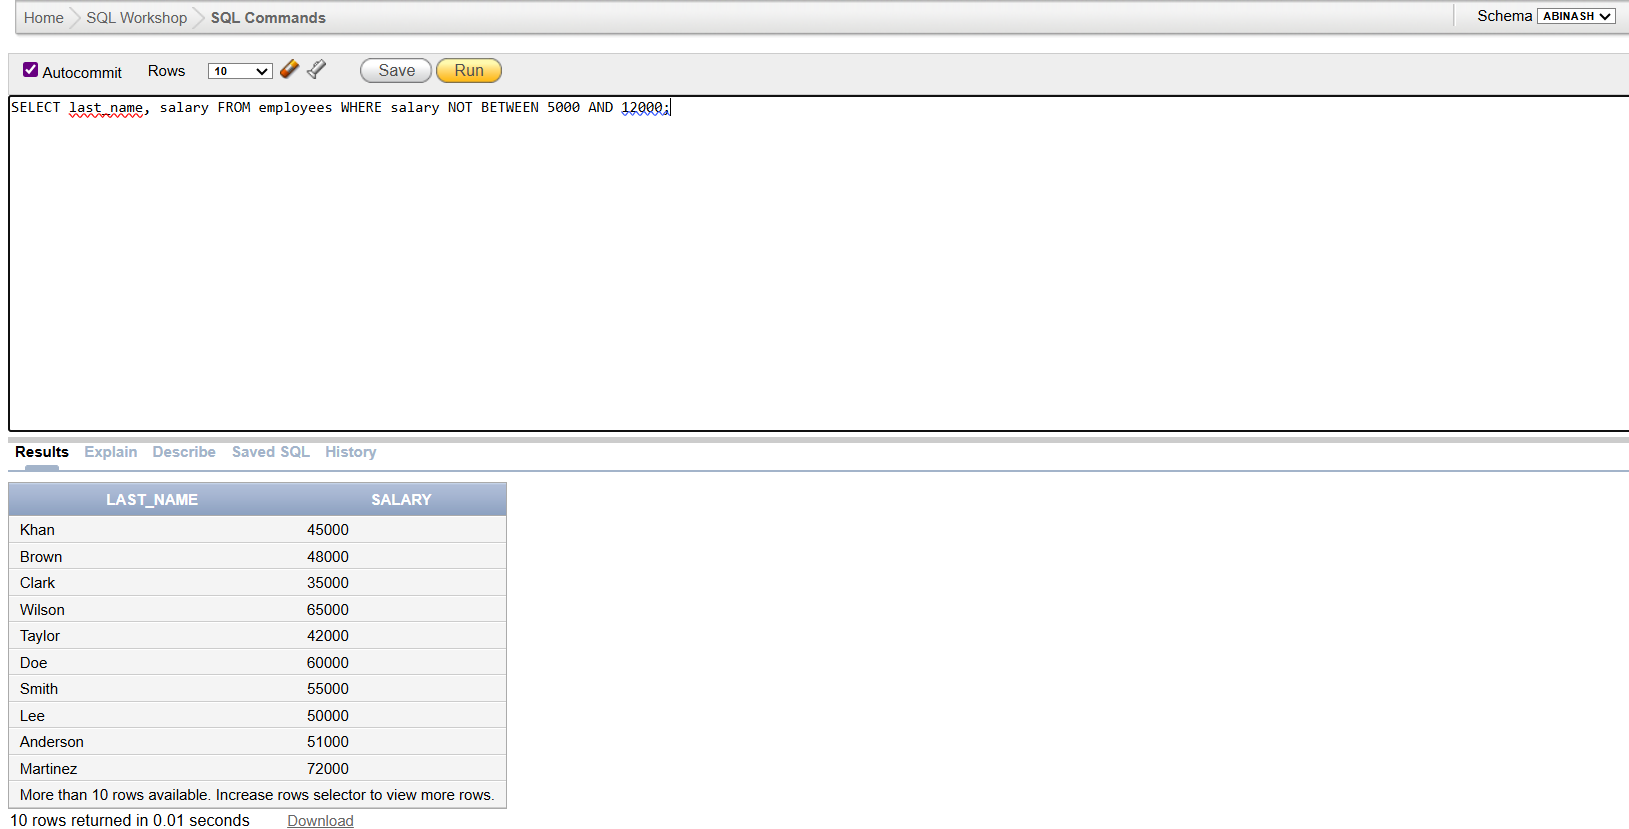 Home SQL Workshop SQL Commands Schema ABINASH
Autocommit Rows 10 Save Run
SELECT last_name, salary FROM employees WHERE salary NOT BETWEEN 5000 AND 12000;
Results Explain Describe Saved SQL History
LAST_NAME SALARY
Khan 45000
Brown 48000
Clark 35000
Wilson 65000
Taylor 42000
Doe 60000
Smith 55000
Lee 50000
Anderson 51000
Martinez 72000
More than 10 rows available. Increase rows selector to view more rows.
10 rows returned in 0.01 seconds Download